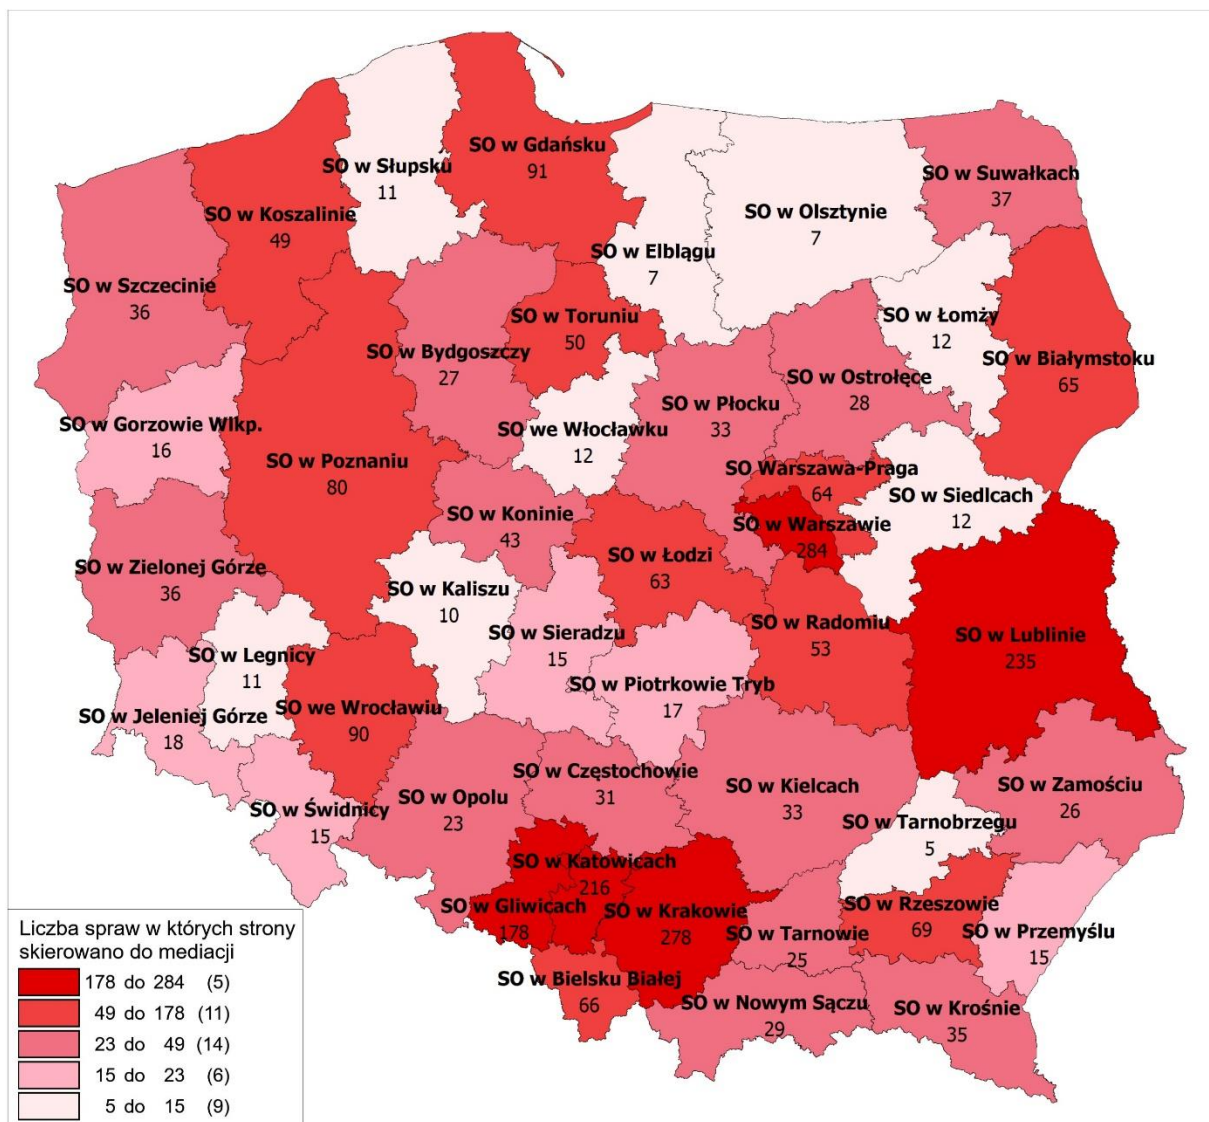 SO w Gdańsku
91
SO w Słupsku
11
SO w Suwałkach
37
SO w Koszalinie
49
SO w Olsztynie
7
SO w Elblągu
7
SO w Szczecinie
36
SO w Toruniu
50
SO w Łomży
12
SO w Bydgoszczy
27
SO w Białymstoku
65
SO w Ostrołęce
28
SO w Płocku
33
SO w Gorzowie Wlkp.
16
SO we Włocławku
12
SO w Poznaniu
80
SO Warszawa-Praga
64
SO w Siedlcach
12
SO w Koninie
43
SO w Warszawie
284
SO w Łodzi
63
SO w Zielonej Górze
36
SO w Kaliszu
10
SO w Radomiu
53
SO w Sieradzu
15
SO w Lublinie
235
SO w Legnicy
11
SO w Piotrkowie Tryb
17
SO w Jeleniej Górze
18
SO we Wrocławiu
90
SO w Częstochowie
31
SO w Kielcach
33
SO w Zamościu
26
SO w Opolu
23
SO w Świdnicy
15
SO w Tarnobrzegu
5
SO w Katowicach
216
SO w Gliwicach
178
SO w Krakowie
278
SO w Rzeszowie
69
SO w Tarnowie
25
SO w Przemyślu
15
SO w Bielsku Białej
66
SO w Nowym Sączu
29
SO w Krośnie
35
Liczba spraw w których strony
skierowano do mediacji
178 do 284 (5)
49 do 178 (11)
23 do 49 (14)
15 do 23 (6)
5 do 15 (9)